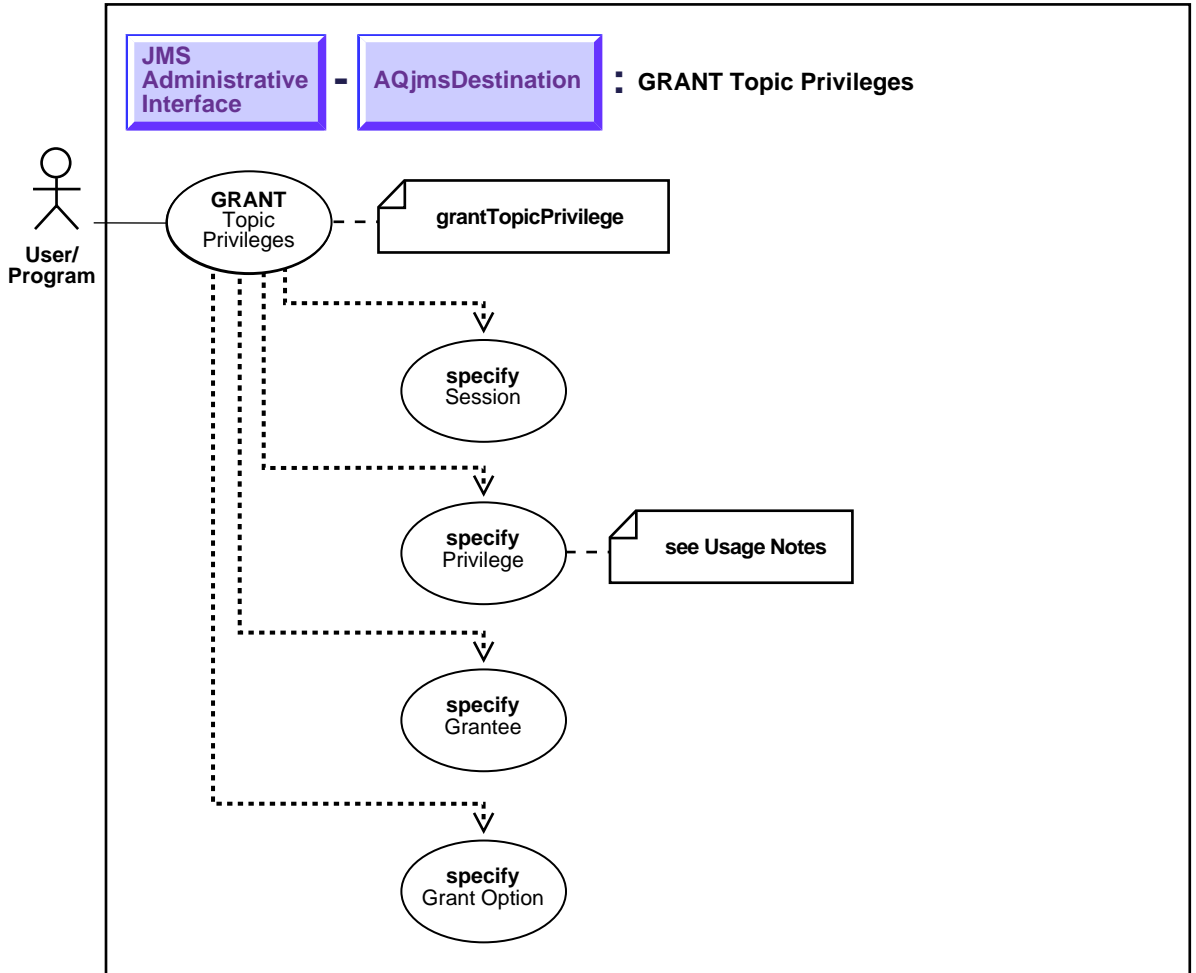 JMS
Administrative
Interface
-
AQjmsDestination
: GRANT Topic Privileges
GRANT
Topic
Privileges
grantTopicPrivilege
User/
Program
specify
Session
specify
Privilege
see Usage Notes
specify
Grantee
specify
Grant Option